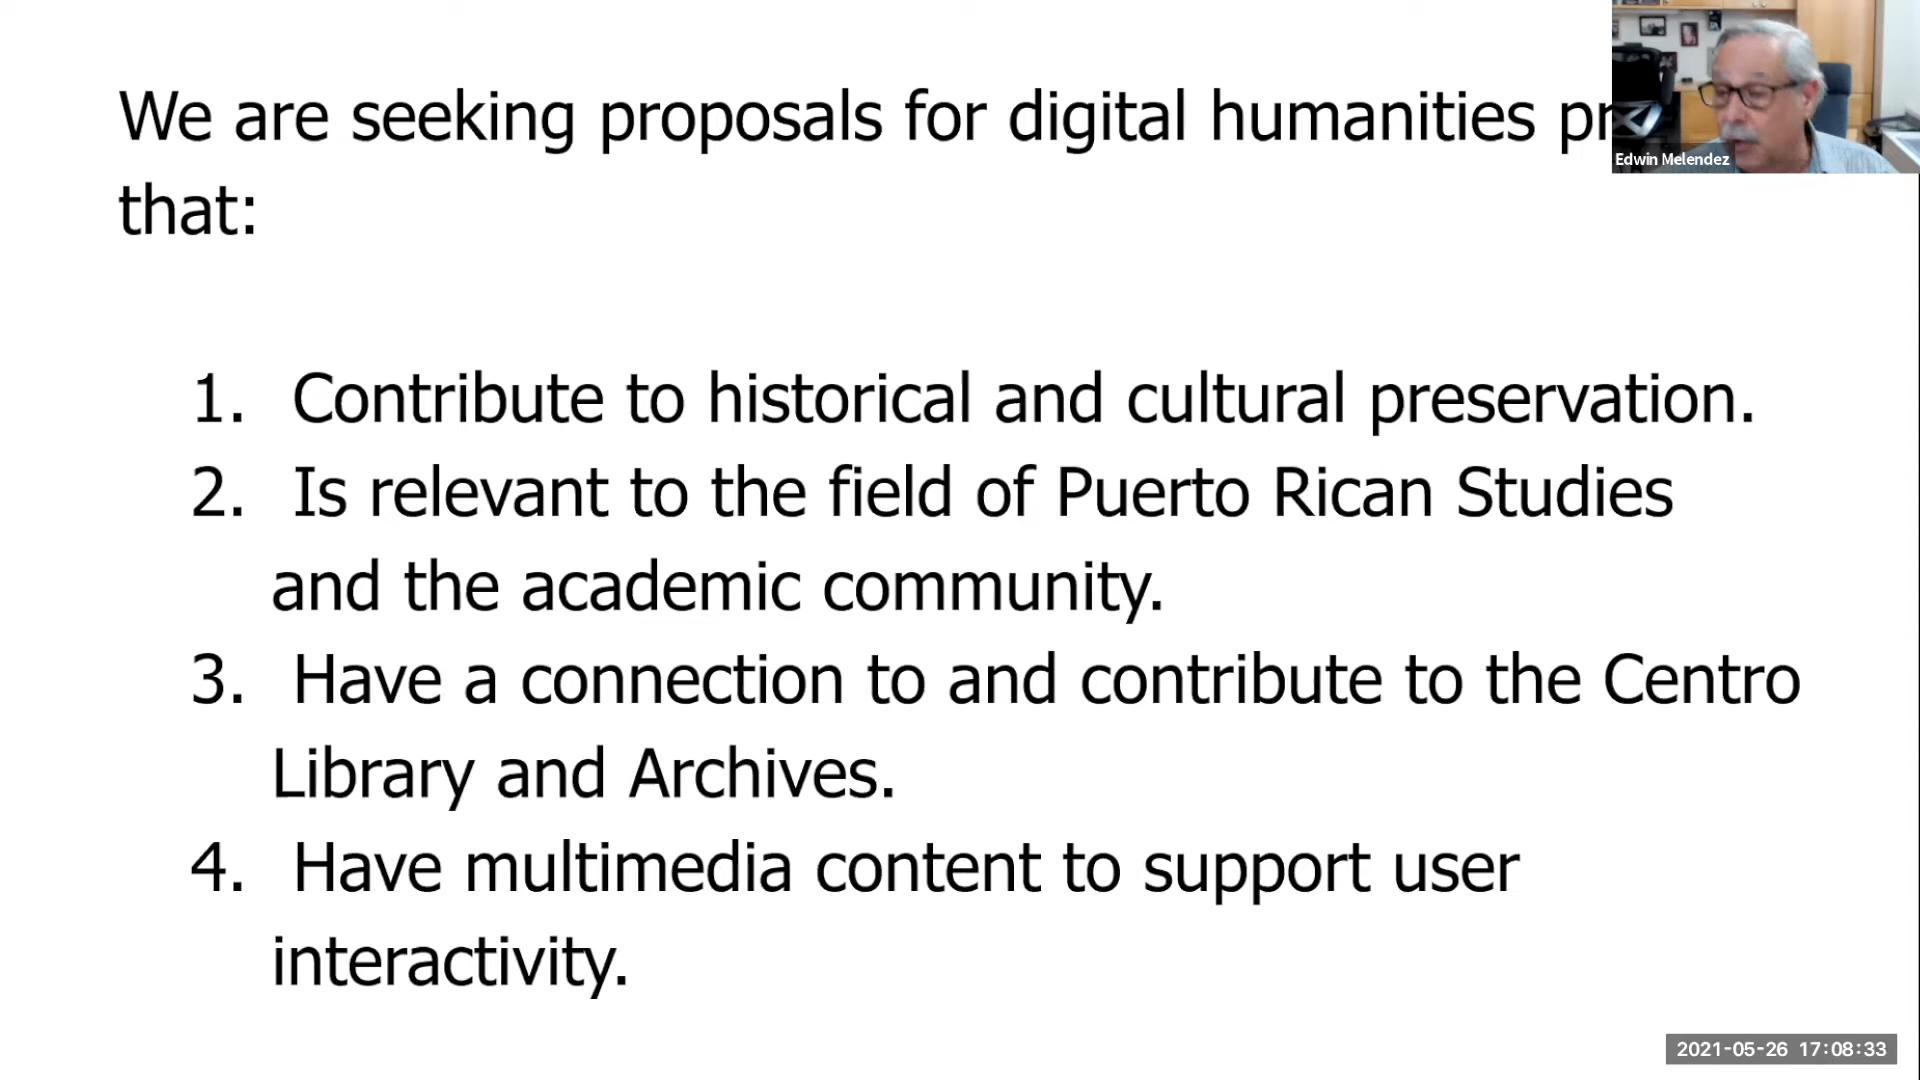 We are seeking proposals for digital humanities
that:
1. Contribute to historical and cultural preservation.
2. Is relevant to the field of Puerto Rican Studies
and the academic community.
3. Have a connection to and contribute to the Centro
Library and Archives.
4. Have multimedia content to support user
interactivity.
Edwin Melendez
2021-05-26 17:08:33